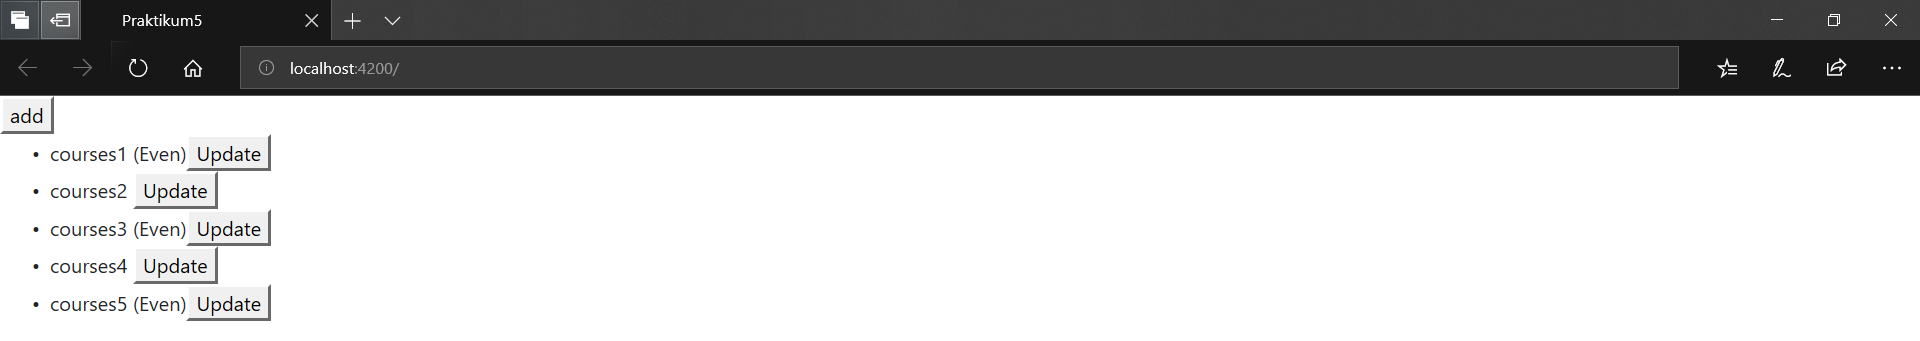 Praktikum5
localhost:4200/
add
• courses1 (Even) Update
• courses2 Update
• courses3 (Even) Update
• courses4 Update
• courses5 (Even) Update